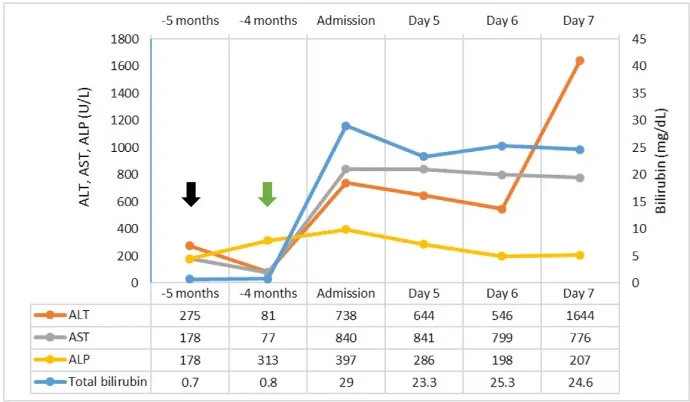 -5 months -4 months Admission Day 5 Day 6 Day 7
ALT, AST, ALP (U/L)
1800
1600
1400
1200
1000
800
600
400
200
0
45
40
35
30
25
20
15
10
5
0
Bilirubin (mg/dL)
-5 months -4 months Admission Day 5 Day 6 Day 7
ALT 275 81 738 644 546 1644
AST 178 77 840 841 799 776
ALP 178 313 397 286 198 207
Total bilirubin 0.7 0.8 29 23.3 25.3 24.6